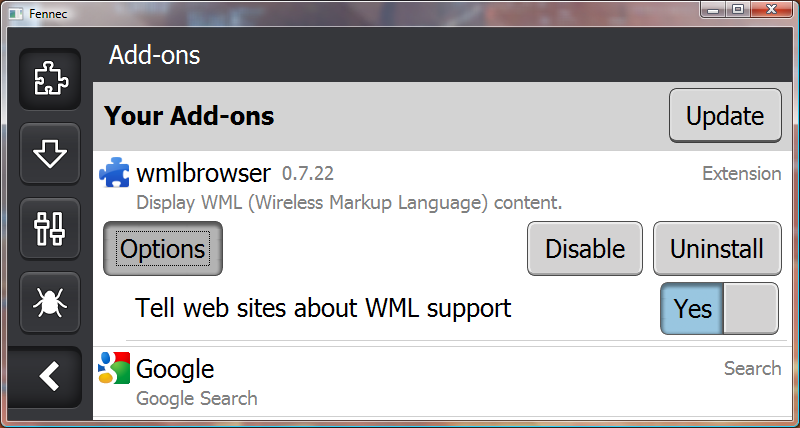 Fennec
Add-ons
Your Add-ons Update
wmlbrowser 0.7.22 Extension
Display WML (Wireless Markup Language) content.
Options Disable Uninstall
Tell web sites about WML support Yes
Google Search
Google Search